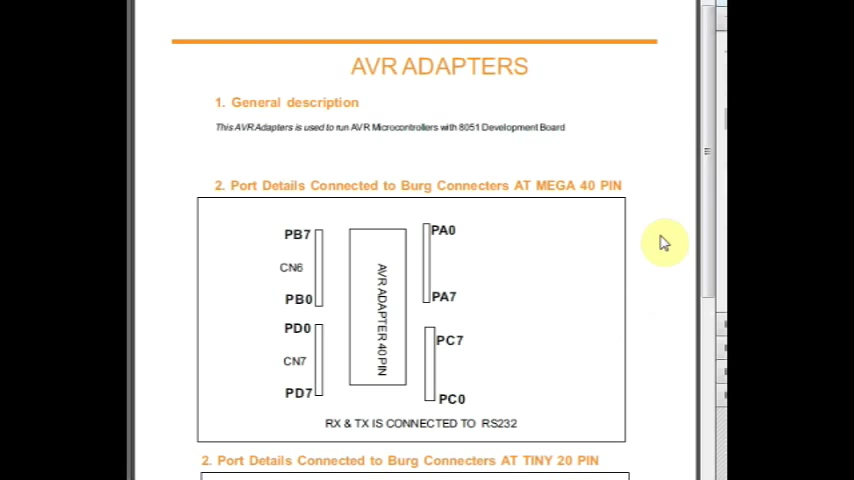 AVR ADAPTERS
1. General description
This AVR Adapters is used to run AVR Microcontrollers with 8051 Development Board
2. Port Details Connected to Burg Connecters AT MEGA 40 PIN
PB7
PA0
CN6
AVR ADAPTER 40 PIN
PB0
PA7
PD0
PC7
CN7
PD7
PC0
RX & TX IS CONNECTED TO RS232
2. Port Details Connected to Burg Connecters AT TINY 20 PIN